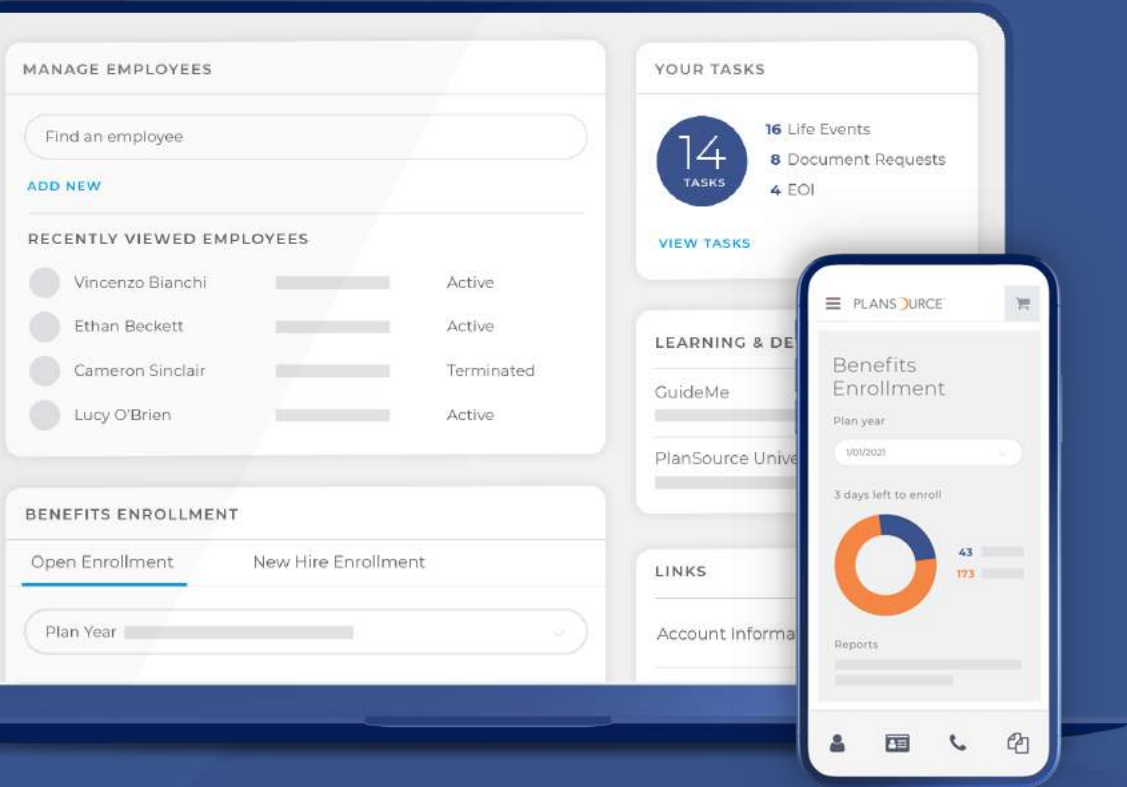 MANAGE EMPLOYEES
Find an employee
ADD NEW
RECENTLY VIEWED EMPLOYEES
Vincenzo Bianchi Active
Ethan Beckett Active
Cameron Sinclair Terminated
Lucy O'Brien Active
BENEFITS ENROLLMENT
Open Enrollment New Hire Enrollment
Plan Year
YOUR TASKS
14
TASKS
16 Life Events
8 Document Requests
4 EOI
VIEW TASKS
LEARNING & DE
GuideMe
PlanSource Unive
LINKS
Account Informa
PLANSOURCE
Benefits
Enrollment
Plan year
1/01/2021
3 days left to enroll
43
173
Reports